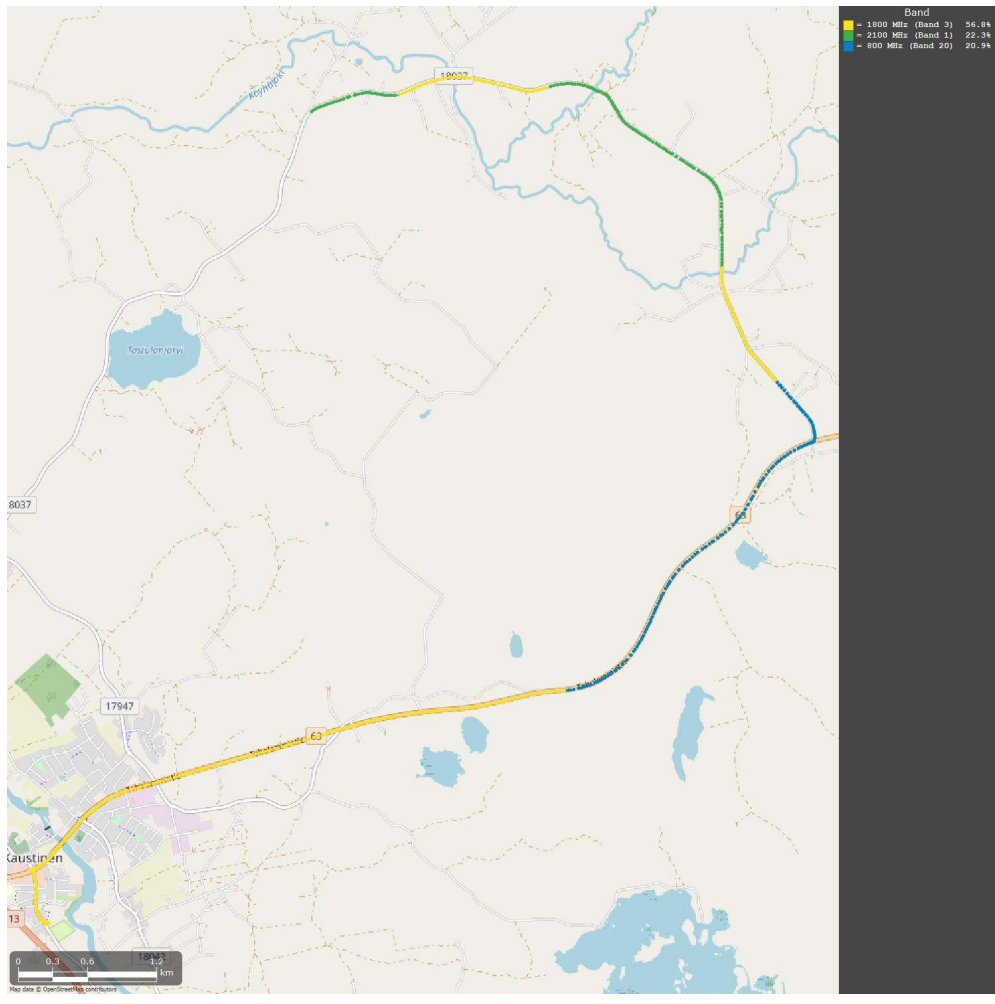 Band
= 1800 MHz (Band 3) 56.8%
= 2100 MHz (Band 1) 22.3%
= 800 MHz (Band 20) 20.9%
18037
Köyhäjoki
Tastulanjärvi
8037
63
17947
63
Kaustinen
13
18043
0 0.3 0.6 1.2
km
Map data © OpenStreetMap contributors